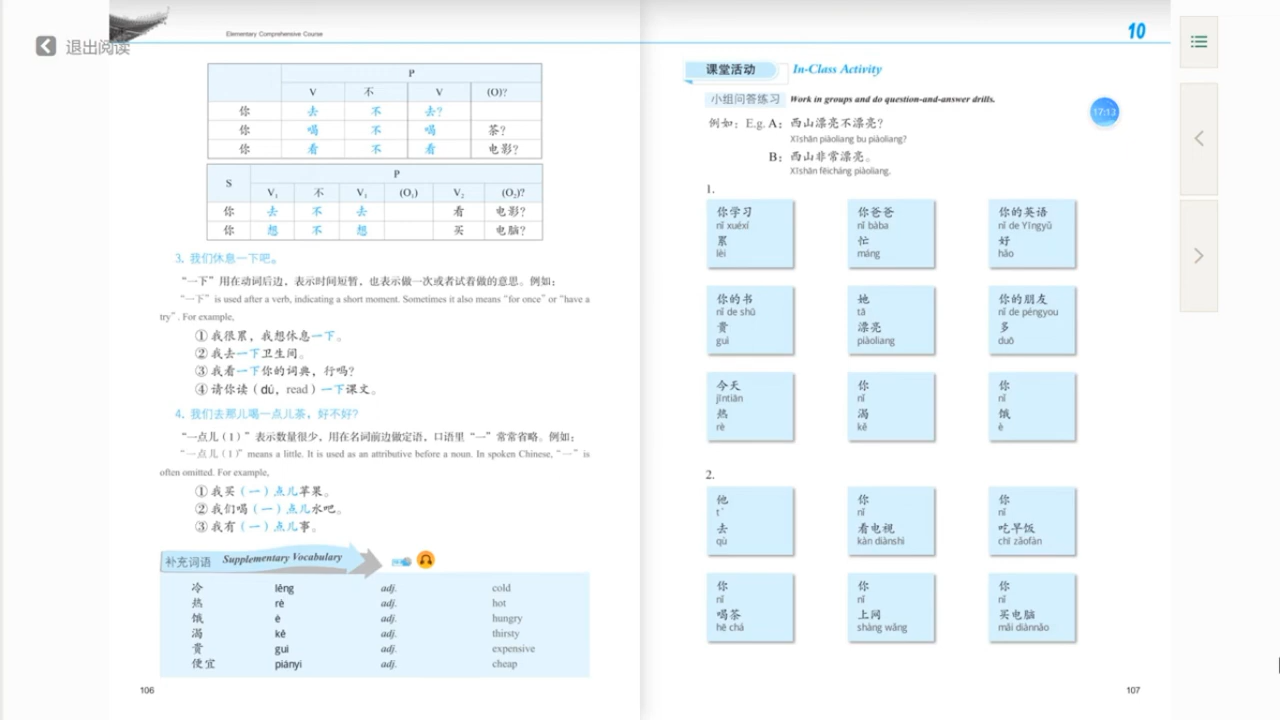 退出阅读
Elementary Comprehensive Course
P
V 不 V (O)?
你 去 不 去?
你 喝 不 喝 茶?
你 看 不 看 电影?
S P
V₁ 不 V₁ (O₁) V₂ (O₂)?
你 去 不 去 看 电影?
你 想 不 想 买 电脑?
3. 我们休息一下吧。
“一下”用在动词后边，表示时间短暂，也表示做一次或者试着做的意思。例如：
“一下” is used after a verb, indicating a short moment. Sometimes it also means “for once” or “have a
try”. For example,
① 我很累，我想休息一下。
② 我去一下卫生间。
③ 我看一下你的词典，行吗?
④ 请你读（dú, read）一下课文。
4. 我们去那儿喝一点儿茶，好不好?
“一点儿（1）”表示数量很少，用在名词前边做定语，口语里“一”常常省略。例如：
“一点儿（1）” means a little. It is used as an attributive before a noun. In spoken Chinese, “一” is
often omitted. For example,
① 我买（一）点儿苹果。
② 我们喝（一）点儿水吧。
③ 我有（一）点儿事。
补充词语 Supplementary Vocabulary
冷 lěng adj. cold
热 rè adj. hot
饿 è adj. hungry
渴 kě adj. thirsty
贵 guì adj. expensive
便宜 piányi adj. cheap
106
10
课堂活动 In-Class Activity
小组问答练习 Work in groups and do question-and-answer drills.
17:13
例如：E.g. A：西山漂亮不漂亮?
Xīshān piàoliang bu piàoliang?
B：西山非常漂亮。
Xīshān fēicháng piàoliang.
1.
你学习 你爸爸 你的英语
nǐ xuéxí nǐ bàba nǐ de Yīngyǔ
累 忙 好
lèi máng hǎo
你的书 她 你的朋友
nǐ de shū tā nǐ de péngyou
贵 漂亮 多
guì piàoliang duō
今天 你 你
jīntiān nǐ nǐ
热 渴 饿
rè kě è
2.
他 你 你
t nǐ nǐ
去 看电视 吃早饭
qù kàn diànshì chī zǎofàn
你 你 你
nǐ nǐ nǐ
喝茶 上网 买电脑
hē chá shàng wǎng mǎi diànnǎo
107